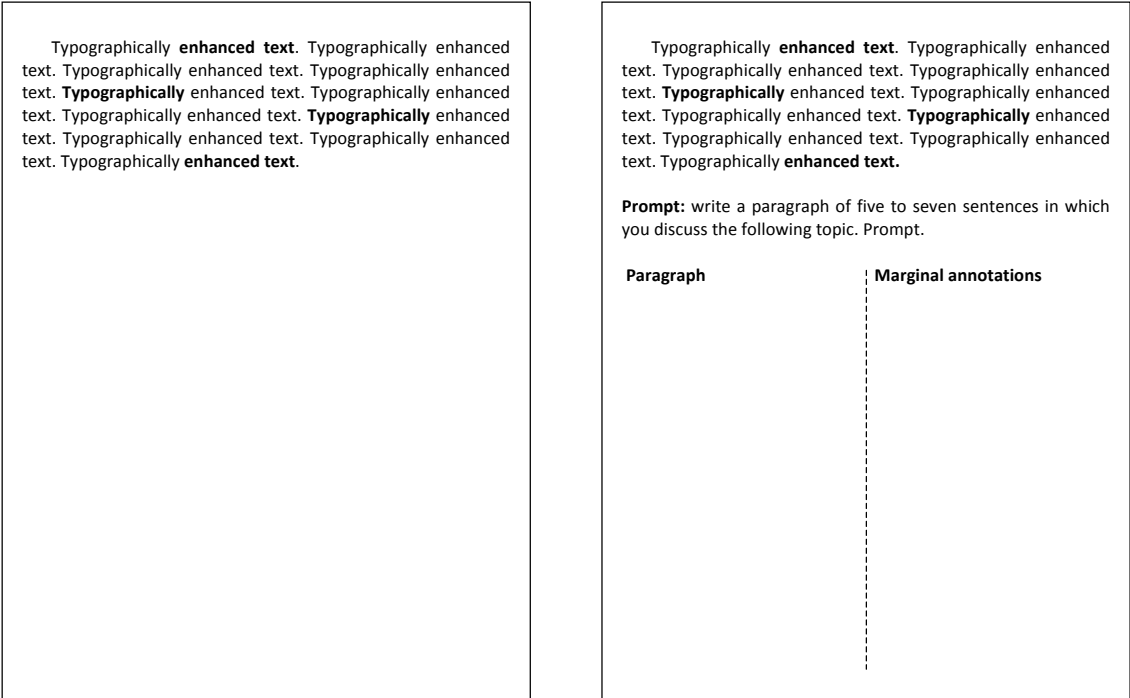 Typographically enhanced text. Typographically enhanced
text. Typographically enhanced text. Typographically enhanced
text. Typographically enhanced text. Typographically enhanced
text. Typographically enhanced text. Typographically enhanced
text. Typographically enhanced text. Typographically enhanced
text. Typographically enhanced text.
Typographically enhanced text. Typographically enhanced
text. Typographically enhanced text. Typographically enhanced
text. Typographically enhanced text. Typographically enhanced
text. Typographically enhanced text. Typographically enhanced
text. Typographically enhanced text. Typographically enhanced
text. Typographically enhanced text.
Prompt: write a paragraph of five to seven sentences in which
you discuss the following topic. Prompt.
Paragraph
Marginal annotations